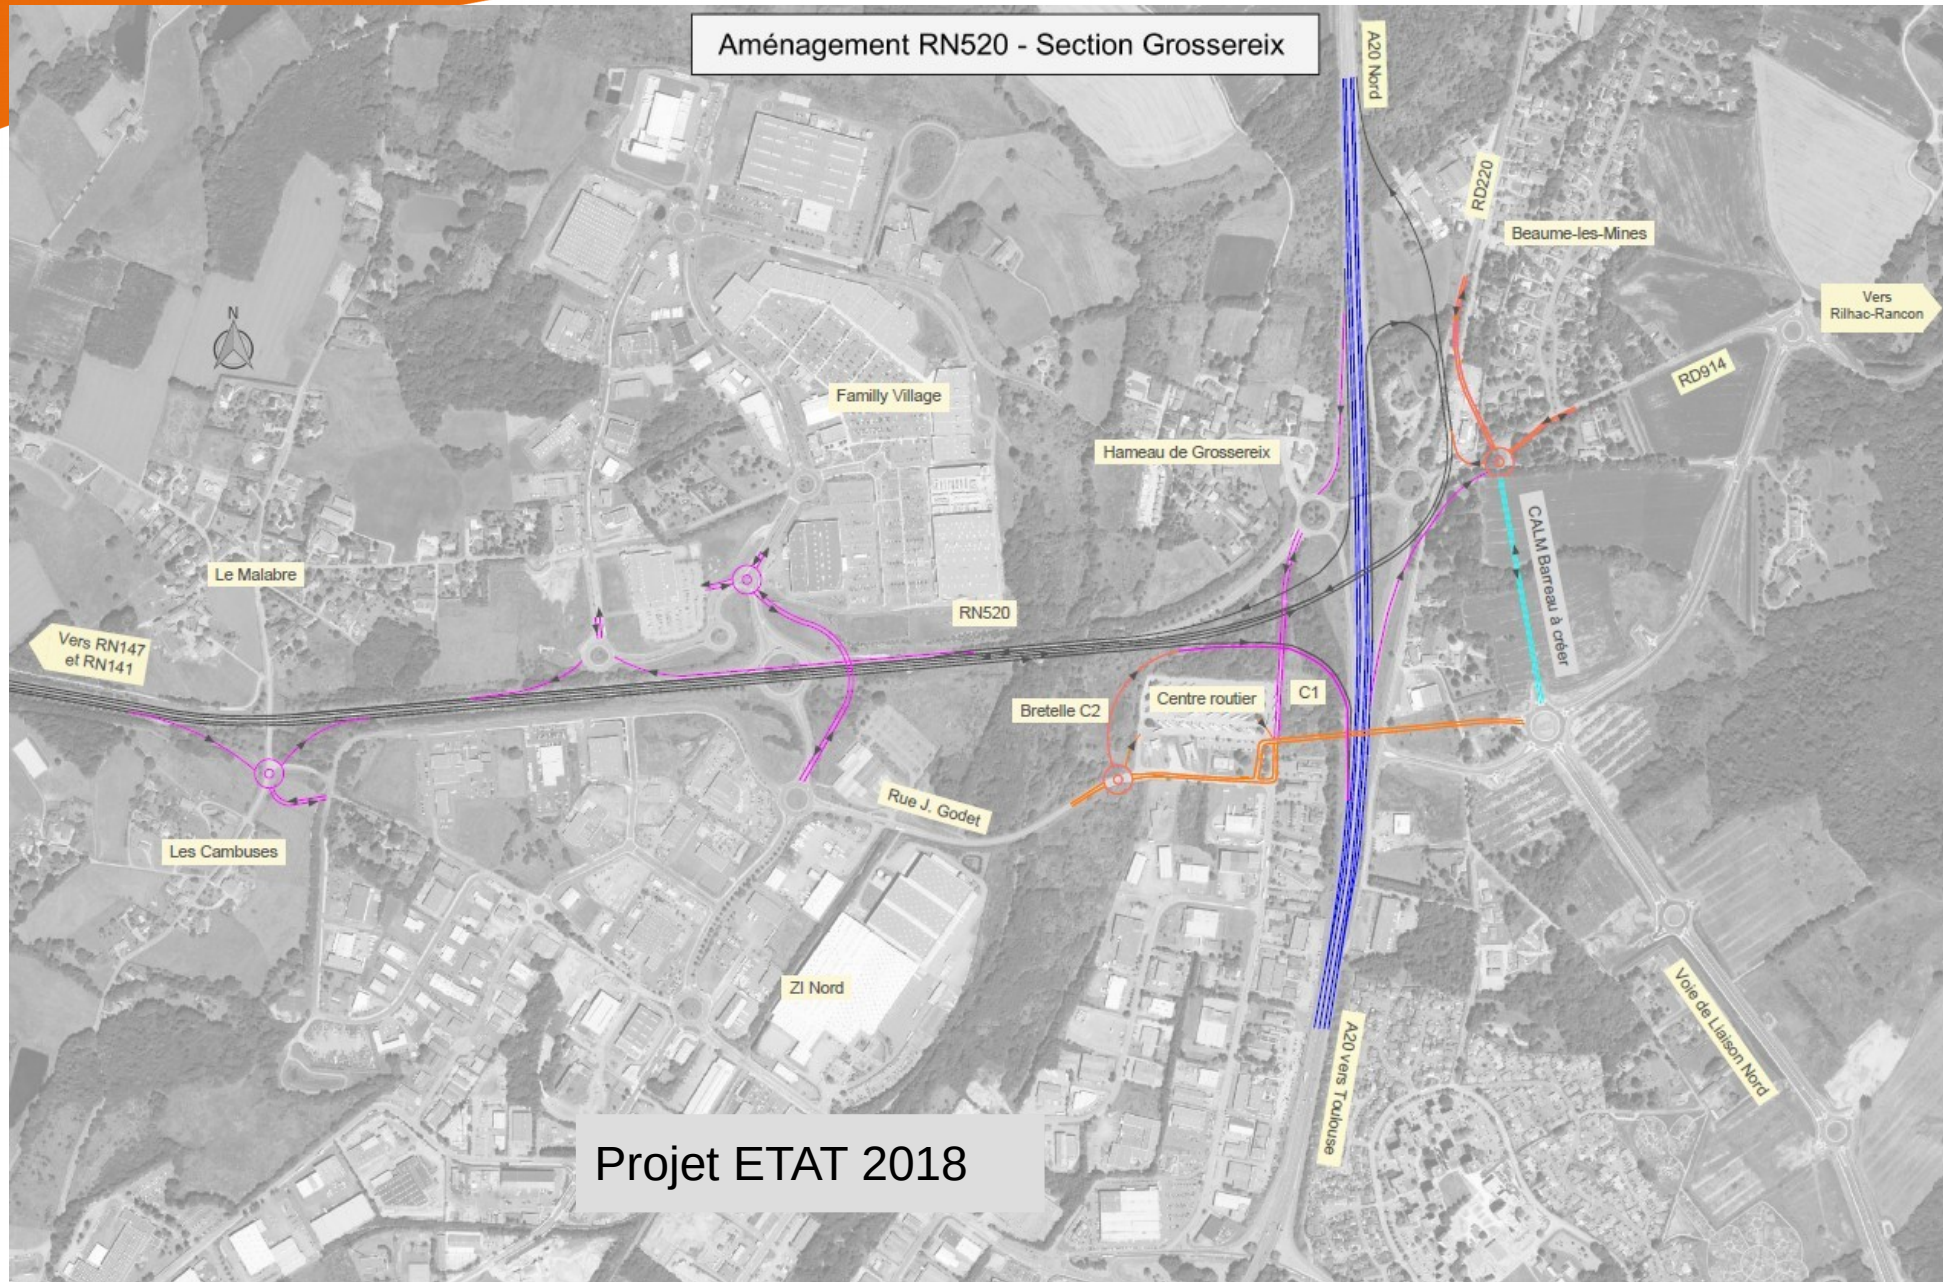 Aménagement RN520 - Section Grossereix
A20 Nord
RD220
Beaume-les-Mines
Vers
Rilhac-Rancon
N
RD914
Familly Village
Hameau de Grossereix
CALM Barreau à créer
Le Malabre
RN520
Vers RN147
et RN141
Bretelle C2
Centre routier
C1
Rue J. Godet
Les Cambuses
ZI Nord
Voie de Liaison Nord
A20 vers Toulouse
Projet ETAT 2018